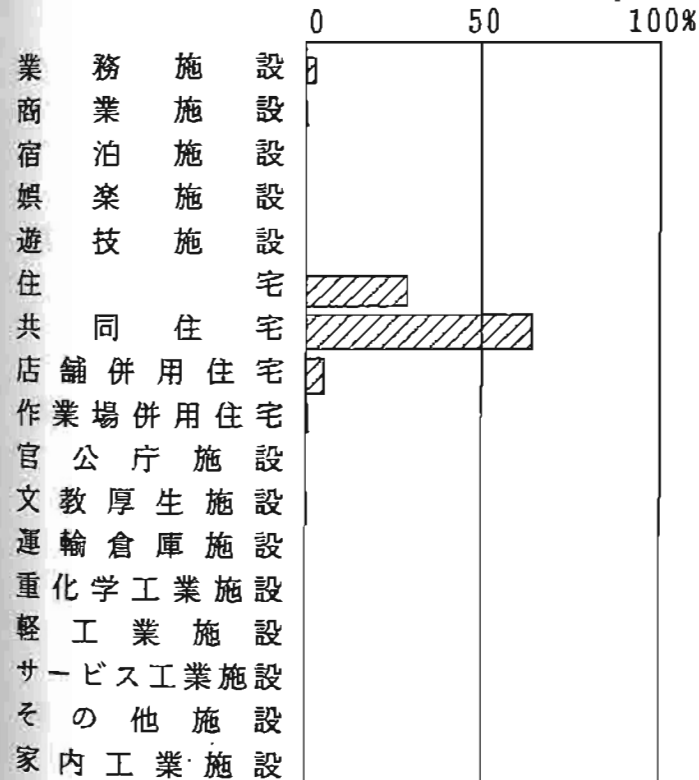 0 50 100%
業務施設
商業施設
宿泊施設
娯楽施設
遊技施設
住宅
共同住宅
店舗併用住宅
作業場併用住宅
官公庁施設
文教厚生施設
運輸倉庫施設
重化学工業施設
軽工業施設
サービス工業施設
その他施設
家内工業施設